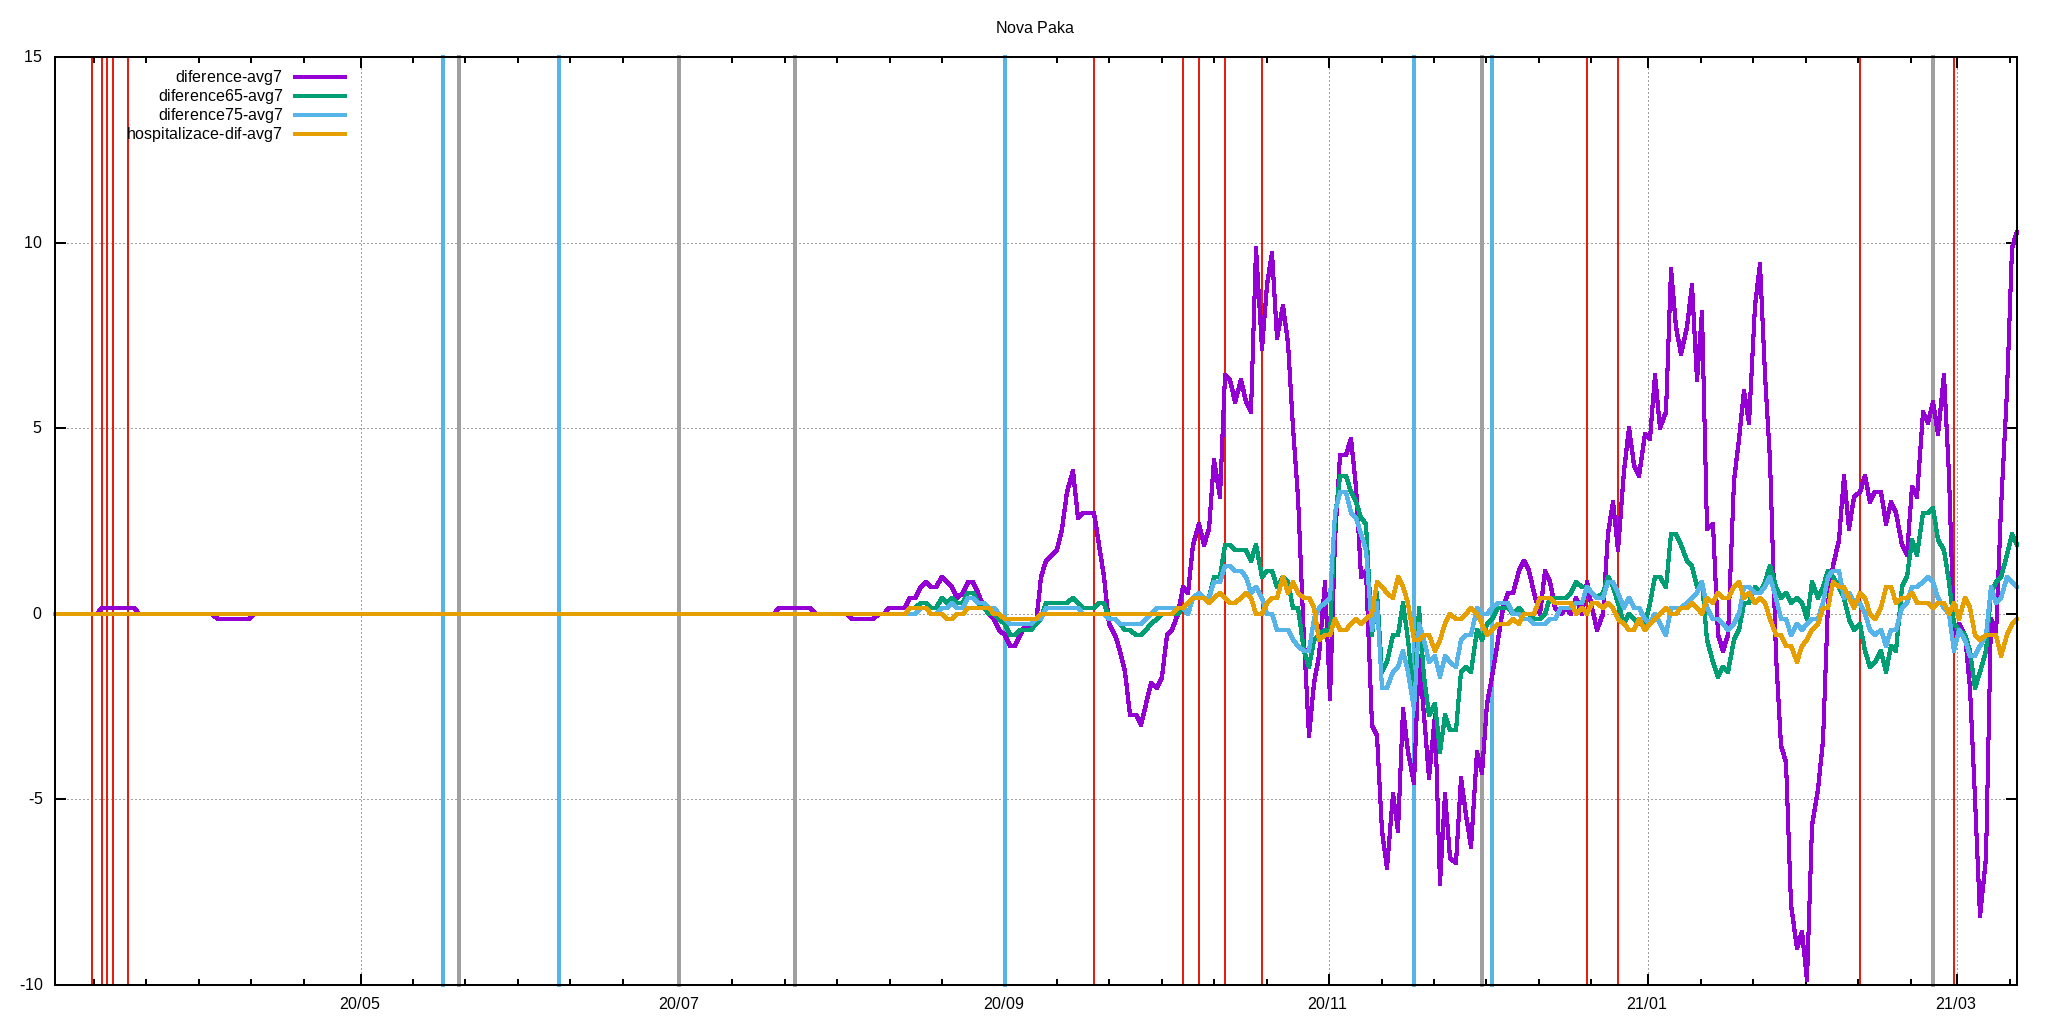 Nova Paka
15
diference-avg7
diference65-avg7
diference75-avg7
hospitalizace-dif-avg7
10
5
0
-5
-10
20/05 20/07 20/09 20/11 21/01 21/03